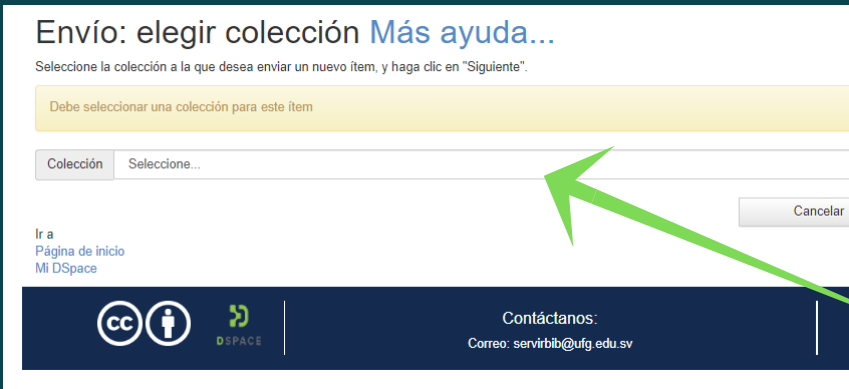 Envío: elegir colección Más ayuda...
Seleccione la colección a la que desea enviar un nuevo ítem, y haga clic en "Siguiente".
Debe seleccionar una colección para este ítem
Colección Seleccione...
Cancelar
Ir a
Página de inicio
Mi DSpace
cc
DSPACE
Contáctanos:
Correo: servirbib@ufg.edu.sv